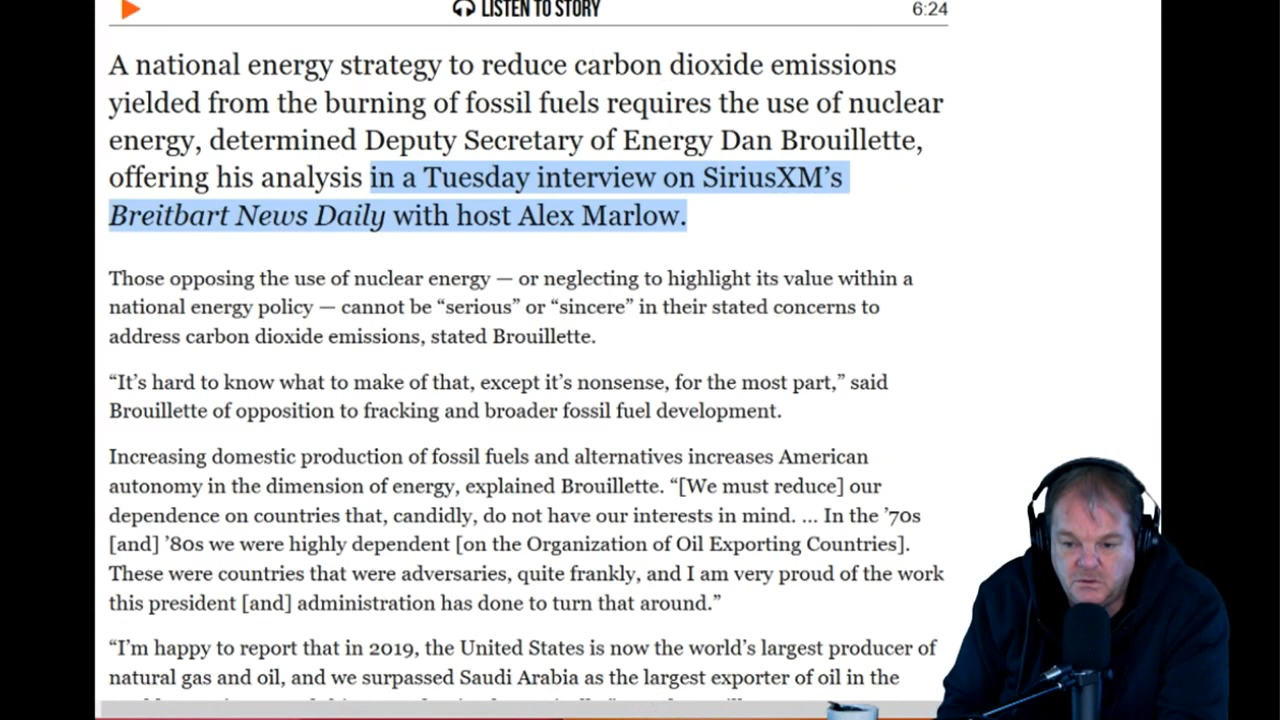 LISTEN TO STORY
6:24
A national energy strategy to reduce carbon dioxide emissions
yielded from the burning of fossil fuels requires the use of nuclear
energy, determined Deputy Secretary of Energy Dan Brouillette,
offering his analysis in a Tuesday interview on SiriusXM’s
Breitbart News Daily with host Alex Marlow.
Those opposing the use of nuclear energy — or neglecting to highlight its value within a
national energy policy — cannot be “serious” or “sincere” in their stated concerns to
address carbon dioxide emissions, stated Brouillette.
“It’s hard to know what to make of that, except it’s nonsense, for the most part,” said
Brouillette of opposition to fracking and broader fossil fuel development.
Increasing domestic production of fossil fuels and alternatives increases American
autonomy in the dimension of energy, explained Brouillette. “[We must reduce] our
dependence on countries that, candidly, do not have our interests in mind. ... In the ’70s
[and] ’80s we were highly dependent [on the Organization of Oil Exporting Countries].
These were countries that were adversaries, quite frankly, and I am very proud of the work
this president [and] administration has done to turn that around.”
“I’m happy to report that in 2019, the United States is now the world’s largest producer of
natural gas and oil, and we surpassed Saudi Arabia as the largest exporter of oil in the